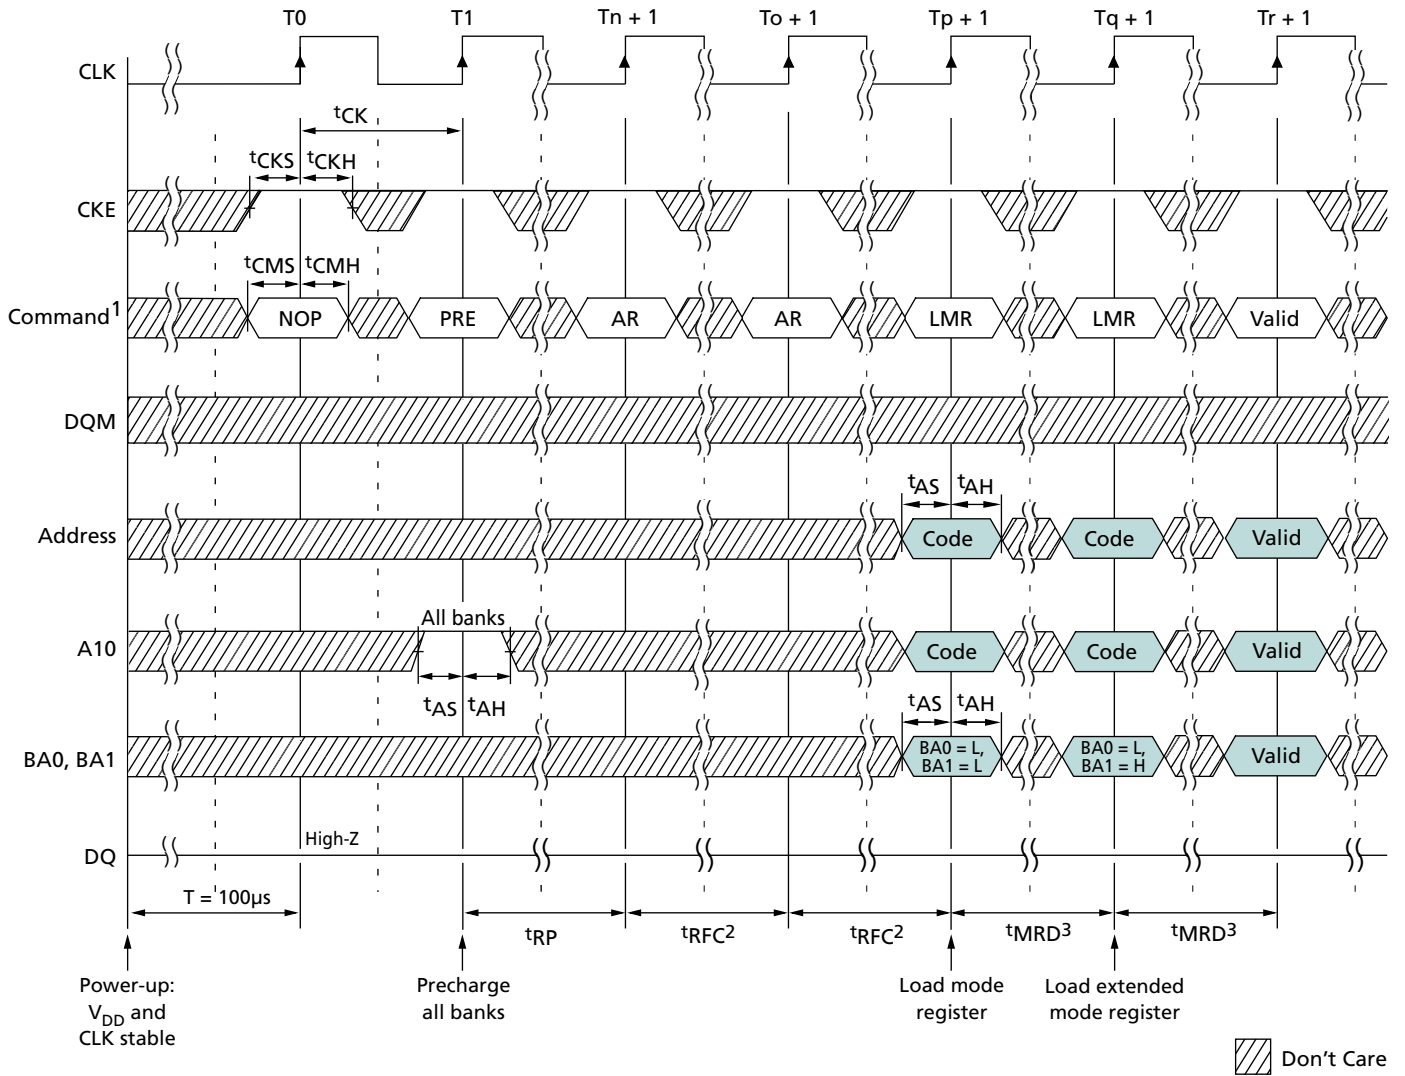 T0 T1 Tn + 1 To + 1 Tp + 1 Tq + 1 Tr + 1
CLK
tCK
tCKS tCKH
CKE
tCMS tCMH
Command1 NOP PRE AR AR LMR LMR Valid
DQM
tAS tAH
Address Code Code Valid
All banks
A10 Code Code Valid
tAS tAH tAS tAH
BA0, BA1 BA0 = L, BA1 = L BA0 = L, BA1 = H Valid
High-Z
DQ
T = 100µs
tRP tRFC2 tRFC2 tMRD3 tMRD3
Power-up:
VDD and
CLK stable
Precharge
all banks
Load mode
register
Load extended
mode register
Don't Care